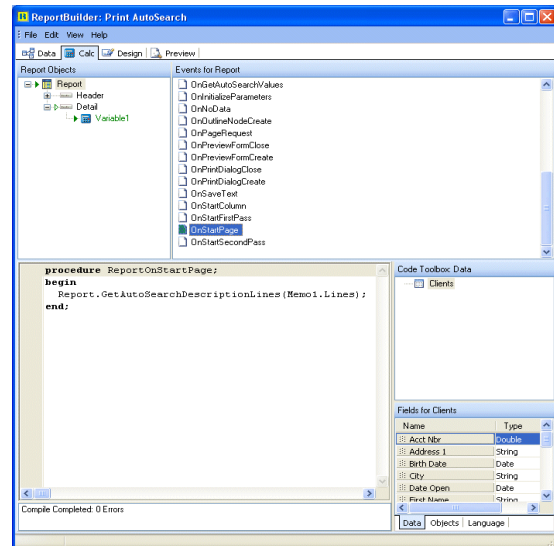 ReportBuilder: Print AutoSearch
File Edit View Help
Data Calc Design Preview
Report Objects
Report
Header
Detail
Variable1
Events for Report
OnGetAutoSearchValues
OnInitializeParameters
OnNoData
OnOutlineNodeCreate
OnPageRequest
OnPreviewFormClose
OnPreviewFormCreate
OnPrintDialogClose
OnPrintDialogCreate
OnSaveText
OnStartColumn
OnStartFirstPass
OnStartPage
OnStartSecondPass
procedure ReportOnStartPage;
begin
Report.GetAutoSearchDescriptionLines(Memo1.Lines);
end;
Compile Completed: 0 Errors
Code Toolbox: Data
Clients
Fields for Clients
Name Type
Acct Nbr Double
Address 1 String
Birth Date Date
City String
Date Open Date
First Name String
Data Objects Language